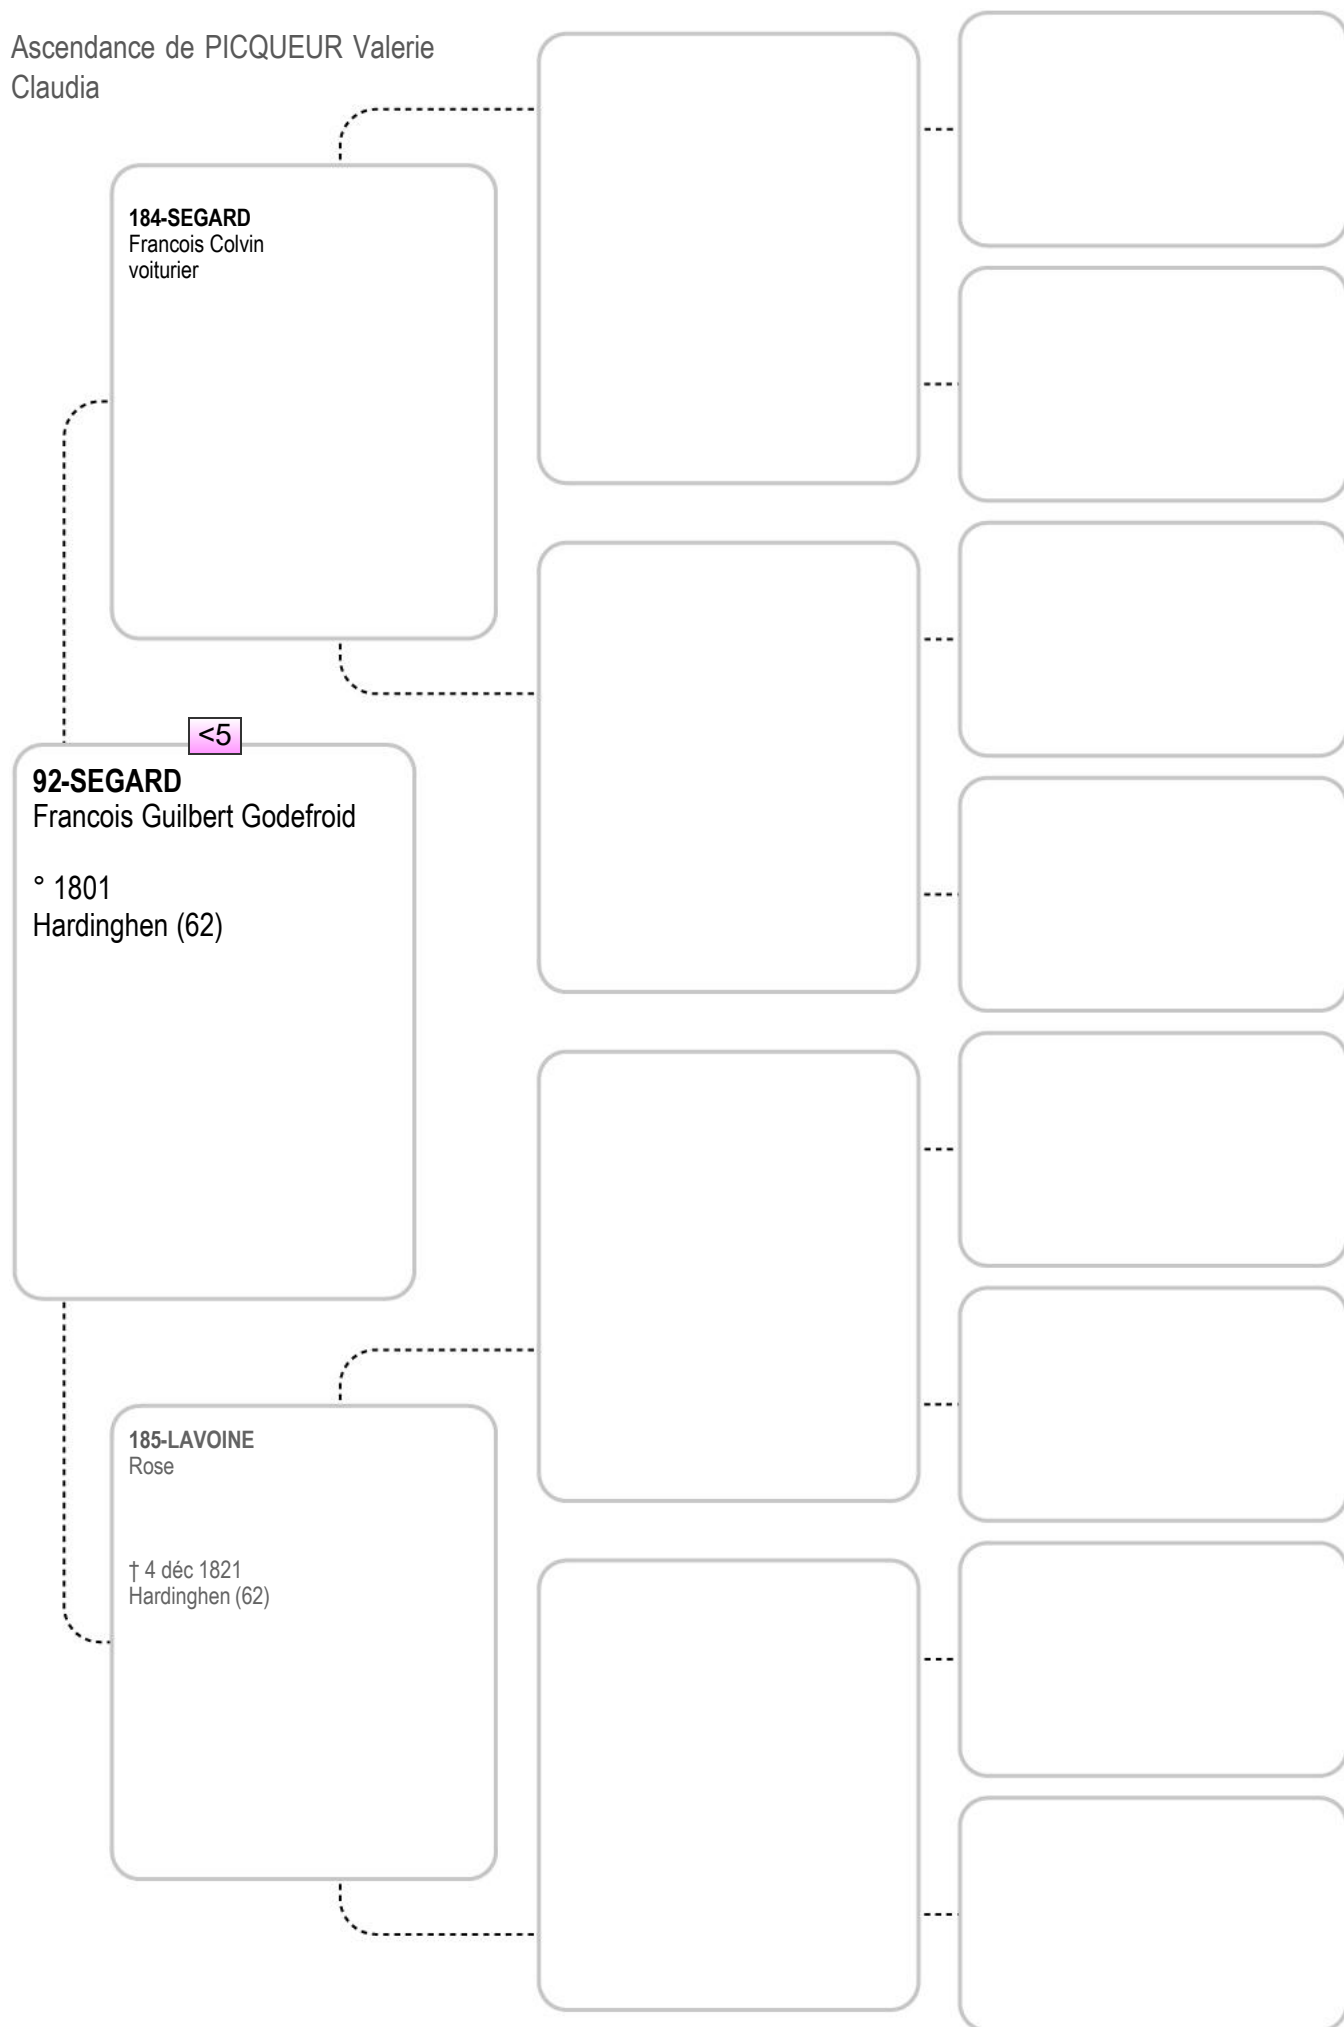 Ascendance de PICQUEUR Valerie
Claudia
184-SEGARD
Francois Colvin
voiturier
<5
92-SEGARD
Francois Guilbert Godefroid
° 1801
Hardinghen (62)
185-LAVOINE
Rose
† 4 déc 1821
Hardinghen (62)